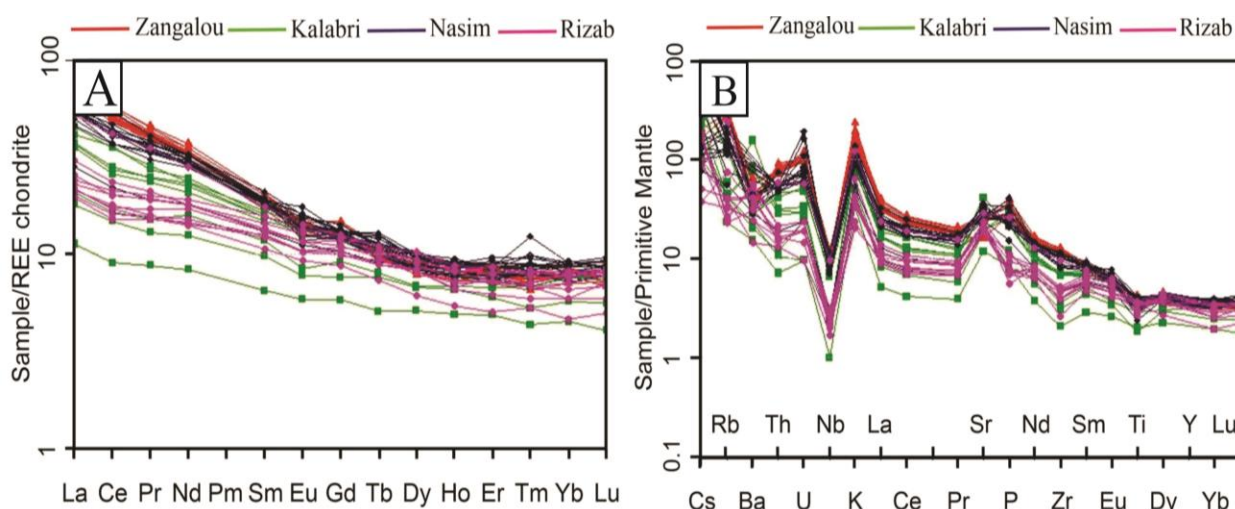 Zangalou Kalabri Nasim Rizab
100
A
10
1
Sample/REE chondrite
La Ce Pr Nd Pm Sm Eu Gd Tb Dy Ho Er Tm Yb Lu
Zangalou Kalabri Nasim Rizab
100
B
100
10
1
0.1
Sample/Primitive Mantle
Rb Th Nb La Sr Nd Sm Ti Y Lu
Cs Ba U K Ce Pr P Zr Eu Dy Yb